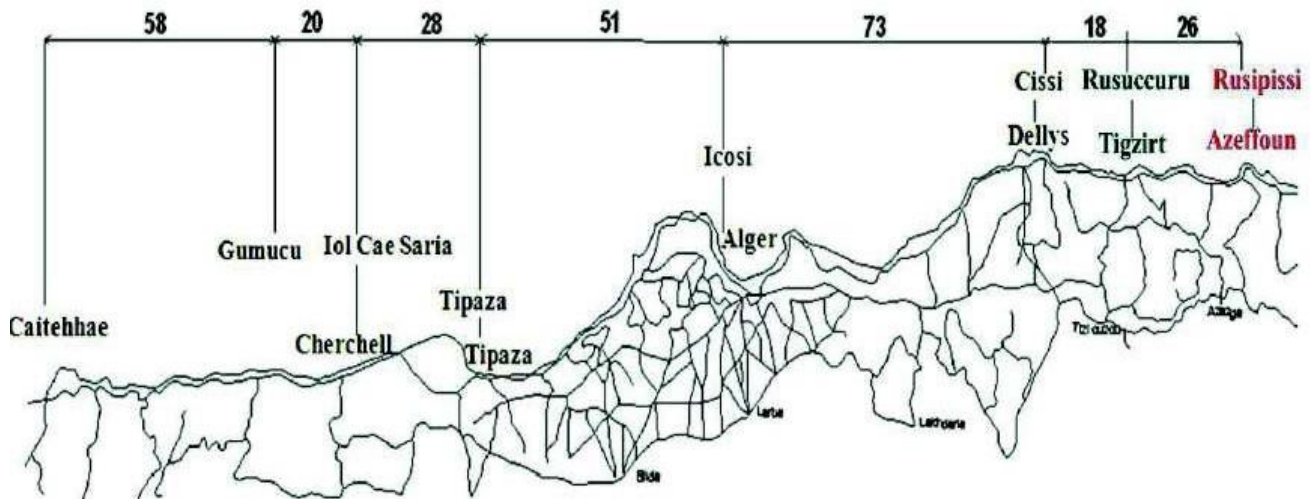 58 20 28 51 73 18 26
Cissi Rusuccuru Rusipissi
Dellys Tigzirt Azeffoun
Icosi
Gumucu Iol Cae Saria Alger
Tipaza
Caitehhae Cherchell Tipaza
Larba
Lakhdaria
Blida